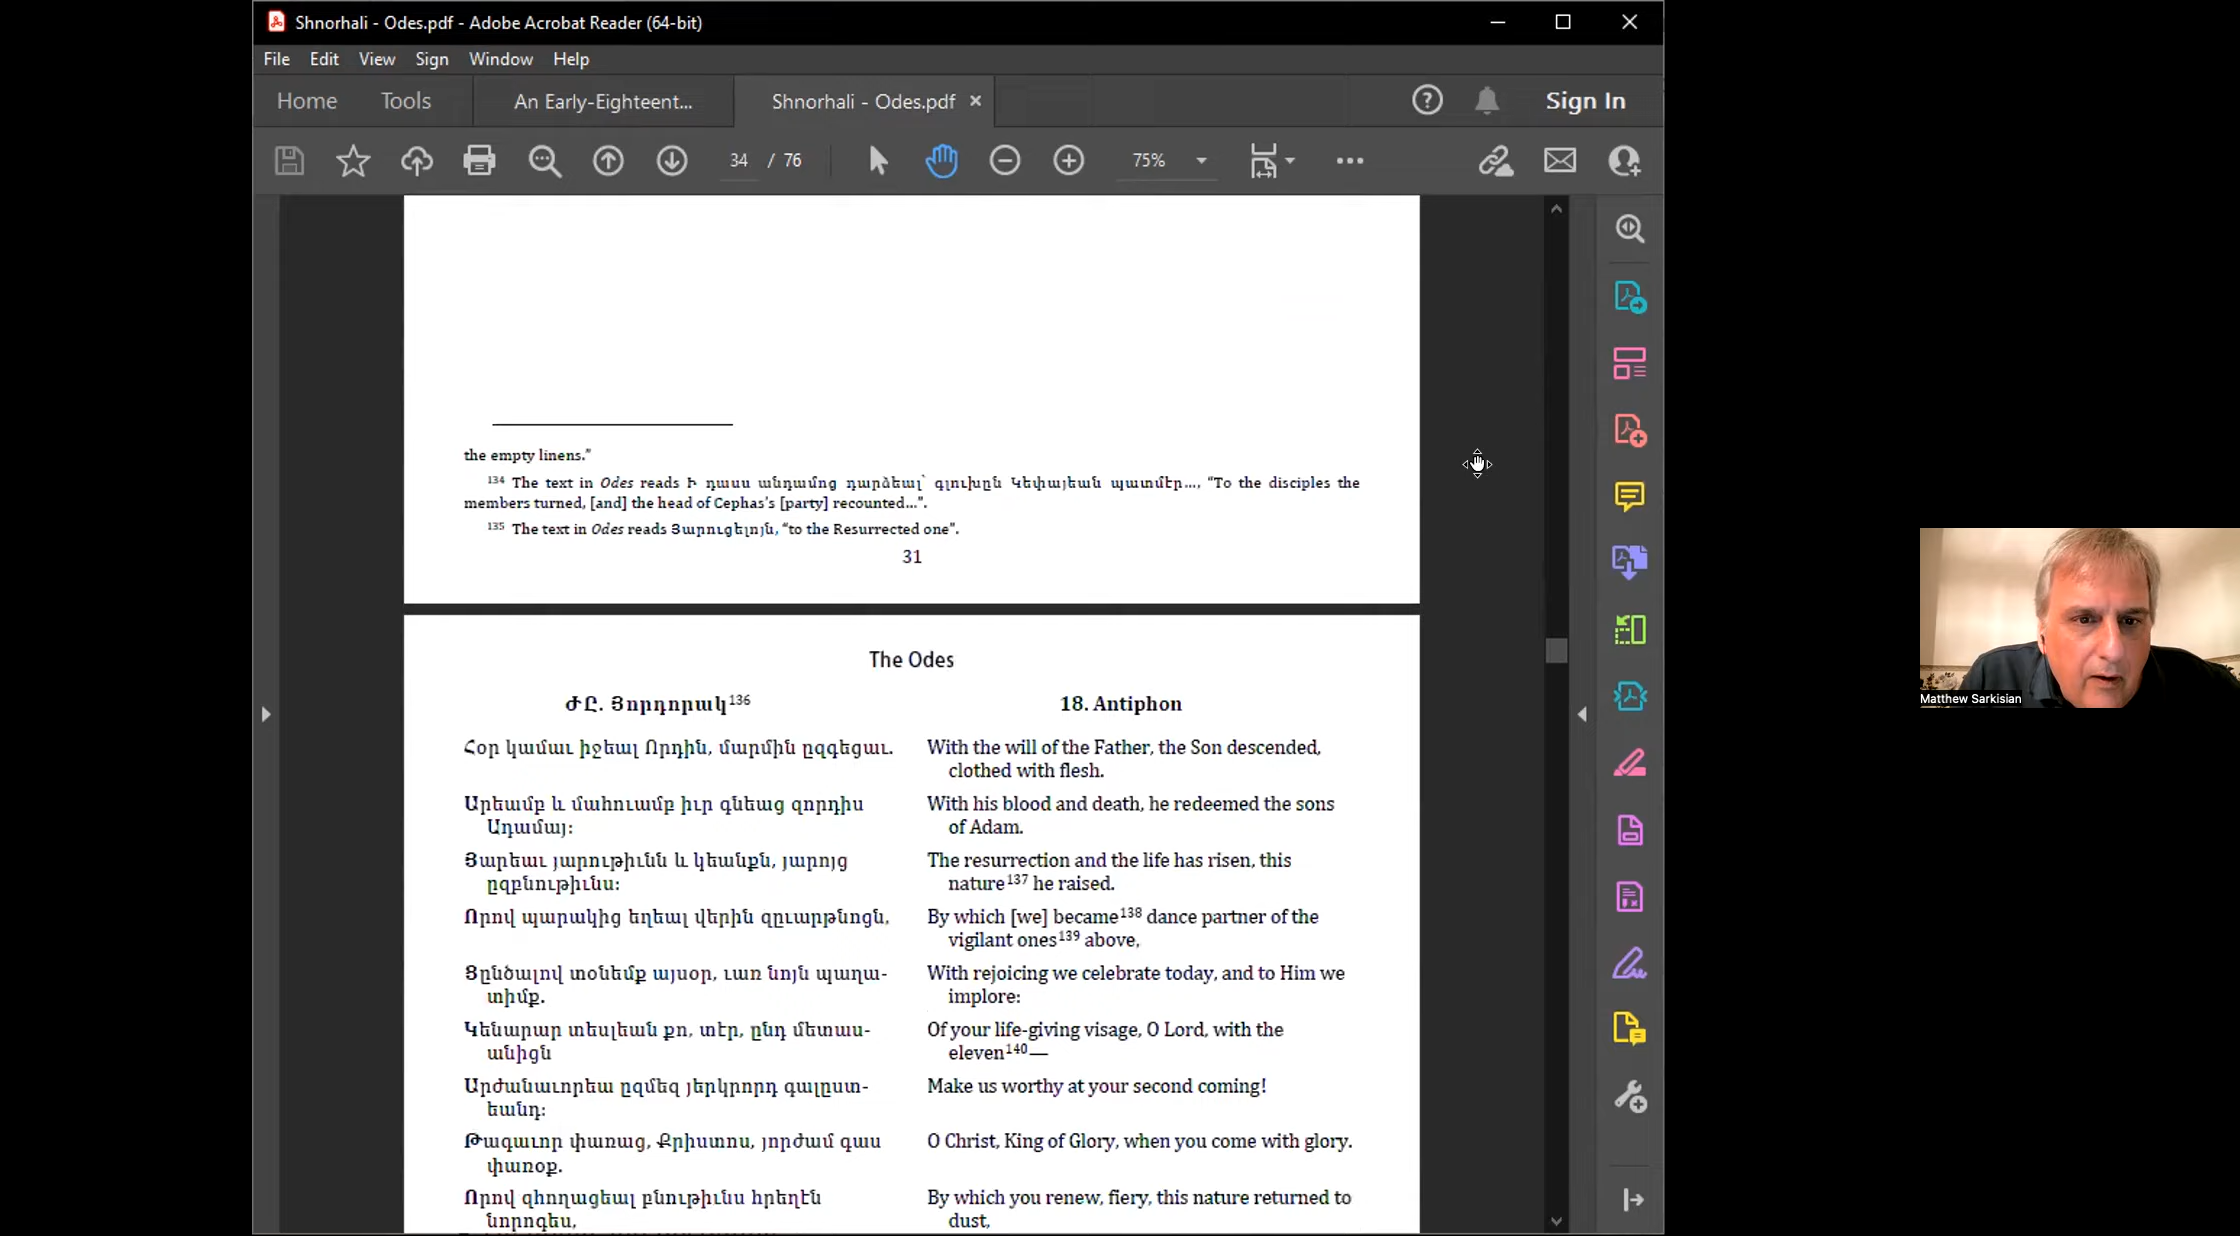 Shnorhali - Odes.pdf - Adobe Acrobat Reader (64-bit)
File Edit View Sign Window Help
Home Tools An Early-Eighteent... Shnorhali - Odes.pdf Sign In
34 / 76 75%
the empty linens.”
134 The text in Odes reads Ի դասս անդամոց դարձեալ՝ գլուխըն Կեփայեան պատմէր…, “To the disciples the
members turned, [and] the head of Cephas’s [party] recounted…”.
135 The text in Odes reads Յարուցելոյն, “to the Resurrected one”.
31
The Odes
ԺԸ. Յորդորակ136
18. Antiphon
Հօր կամաւ իջեալ Որդին, մարմին ըզգեցաւ.
With the will of the Father, the Son descended,
clothed with flesh.
Արեամբ և մահուամբ իւր գնեաց զորդիս
Ադամայ:
With his blood and death, he redeemed the sons
of Adam.
Յարեաւ յարութիւնն և կեանքն, յարոյց
ըզբնութիւնս:
The resurrection and the life has risen, this
nature137 he raised.
Որով պարակից եղեալ վերին զըւարթնոցն,
By which [we] became138 dance partner of the
vigilant ones139 above,
Ցընծալով տօնեմք այսօր, ւառ նոյն պաղա-
տիմք.
With rejoicing we celebrate today, and to Him we
implore:
Կենարար տեսլեան քո, տէր, ընդ մետաս-
անիցն
Of your life-giving visage, O Lord, with the
eleven140—
Արժանաւորեա ըզմեզ յերկրորդ գալըստ-
եանդ:
Make us worthy at your second coming!
Թագաւոր փառաց, Քրիստոս, յորժամ գաս
փառօք.
O Christ, King of Glory, when you come with glory.
Որով զհողացեալ բնութիւնս հրեղէն
նորոգես,
By which you renew, fiery, this nature returned to
dust,
Matthew Sarkisian